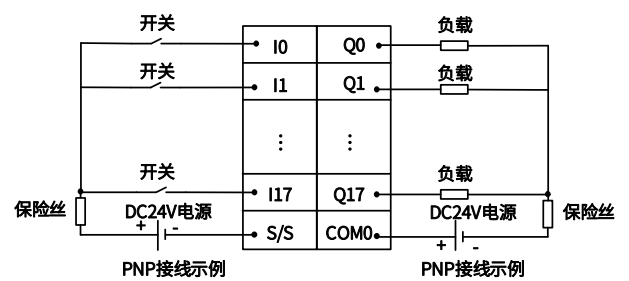 开关 负载
I0 Q0
开关 负载
I1 Q1
⋮ ⋮
开关 负载
I17 Q17
保险丝 DC24V电源 DC24V电源 保险丝
+ - S/S COM0 + -
PNP接线示例 PNP接线示例